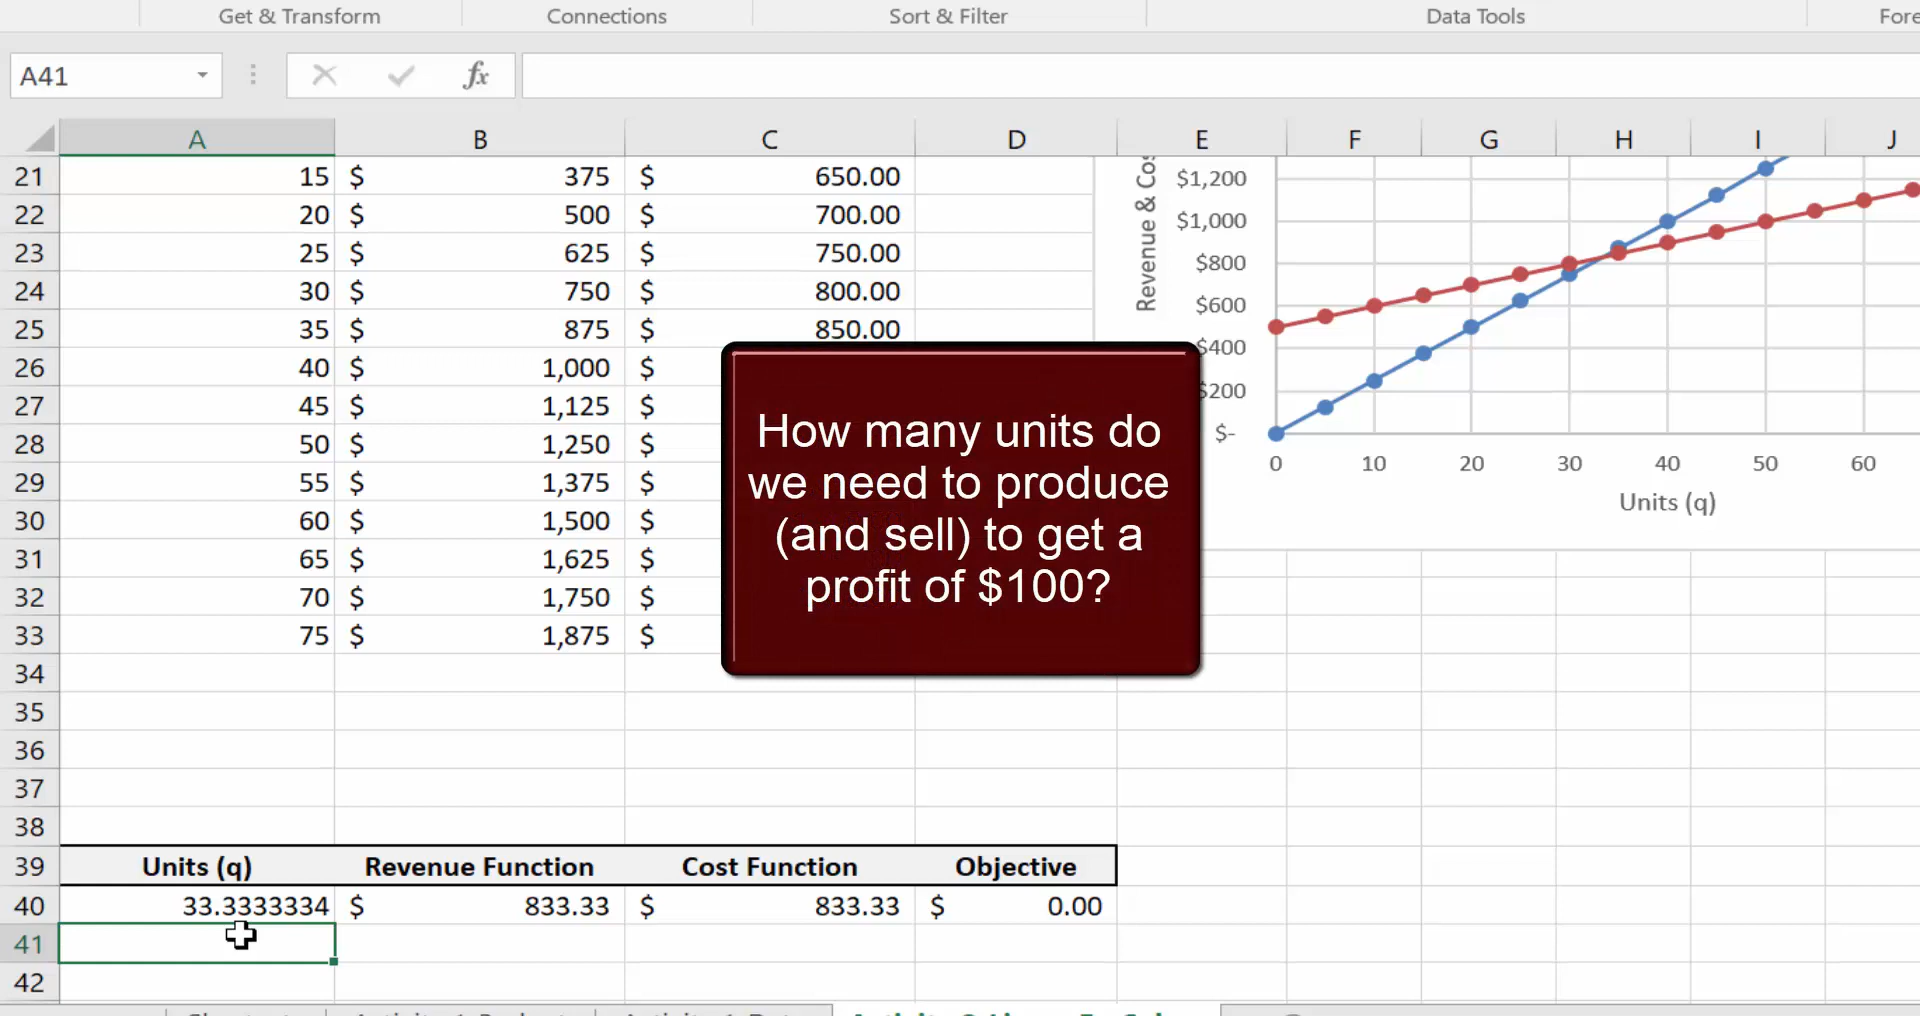 Get & Transform
Connections
Sort & Filter
Data Tools
Fore
A41
fx
A B C D E F G H I J
21 15 $ 375 $ 650.00
22 20 $ 500 $ 700.00
23 25 $ 625 $ 750.00
24 30 $ 750 $ 800.00
25 35 $ 875 $ 850.00
26 40 $ 1,000 $
27 45 $ 1,125 $
28 50 $ 1,250 $
29 55 $ 1,375 $
30 60 $ 1,500 $
31 65 $ 1,625 $
32 70 $ 1,750 $
33 75 $ 1,875 $
34
35
36
37
38
39 Units (q) Revenue Function Cost Function Objective
40 33.3333334 $ 833.33 $ 833.33 $ 0.00
41
42
How many units do
we need to produce
(and sell) to get a
profit of $100?
Revenue & Cos
$1,200
$1,000
$800
$600
$400
$200
$-
0 10 20 30 40 50 60
Units (q)